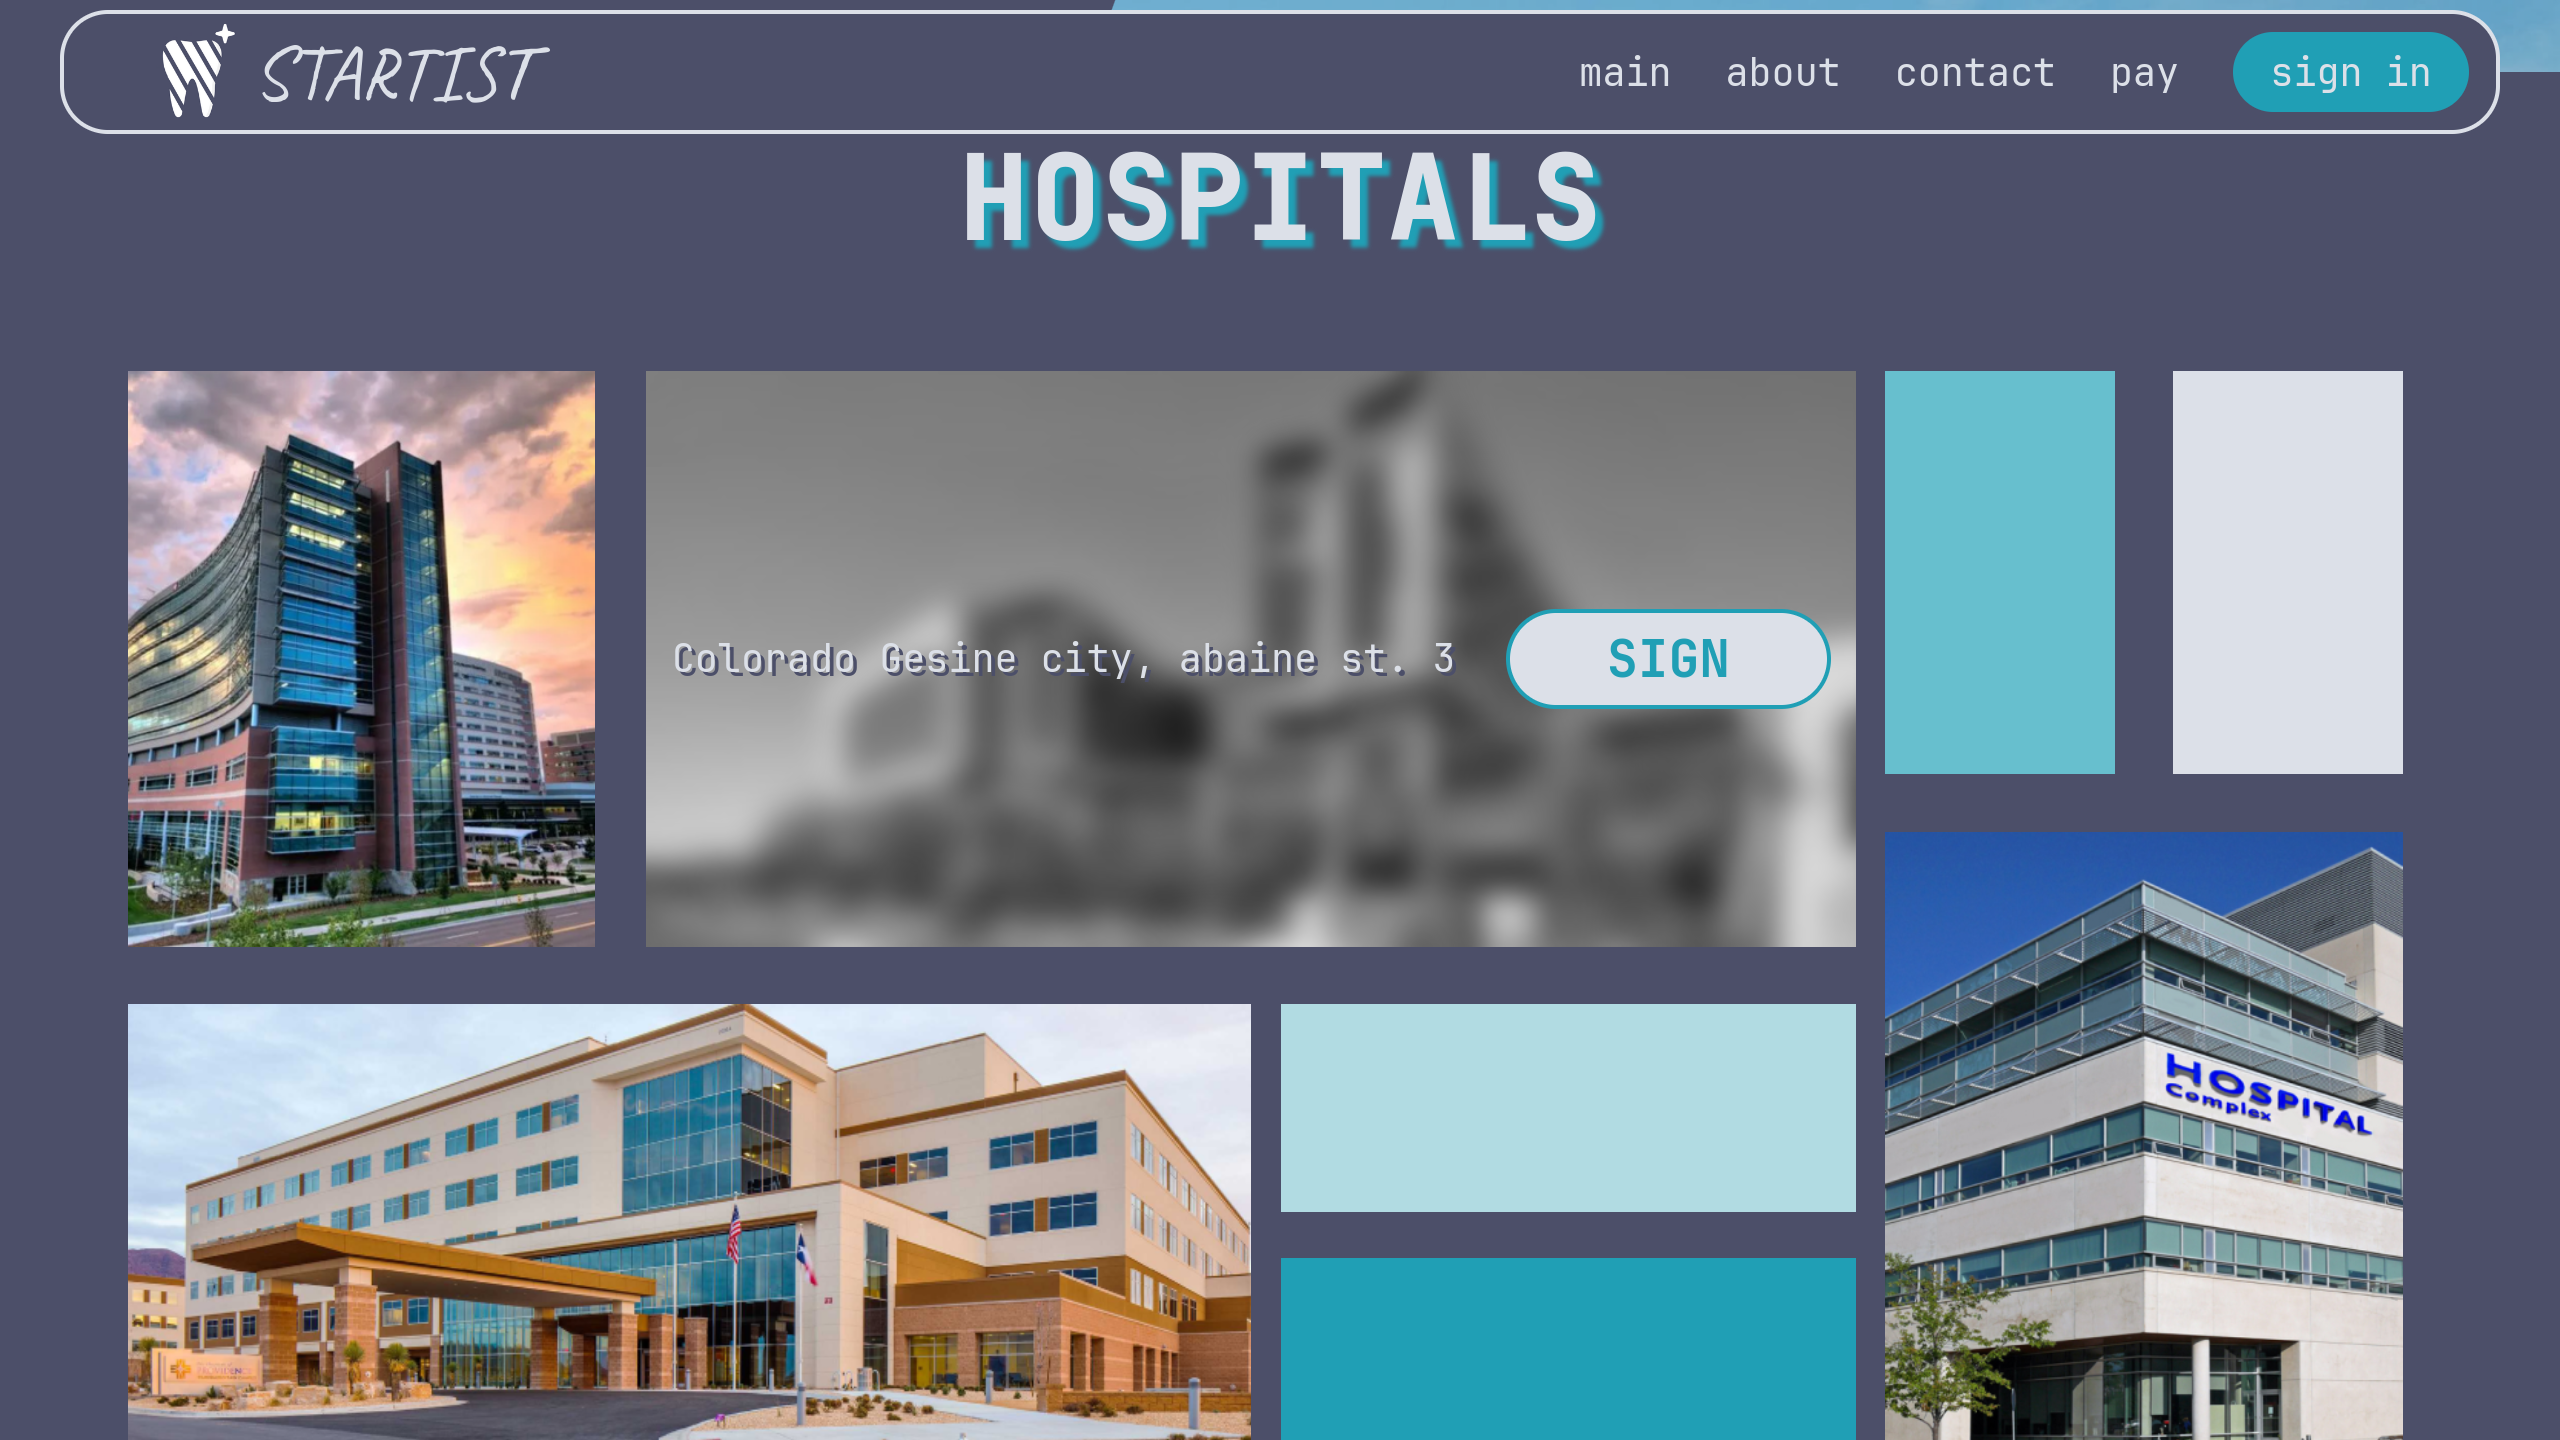 STARTIST
main about contact pay sign in
HOSPITALS
Colorado Gesine city, abaine st. 3
SIGN
HOSPITAL
Complex